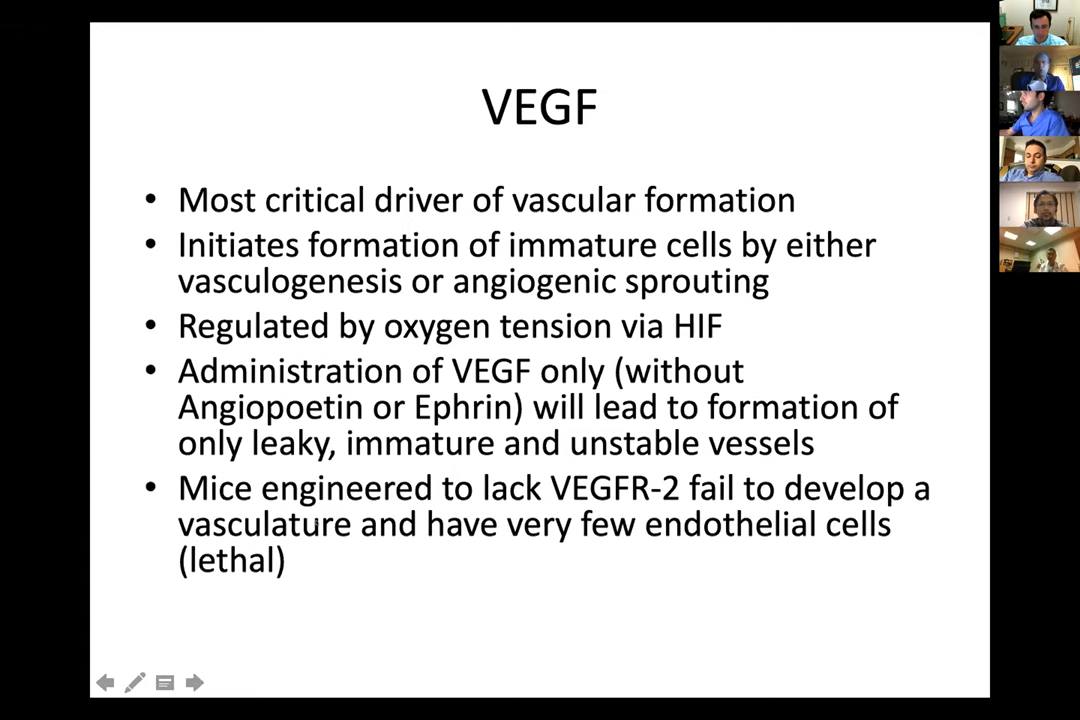 VEGF
• Most critical driver of vascular formation
• Initiates formation of immature cells by either
vasculogenesis or angiogenic sprouting
• Regulated by oxygen tension via HIF
• Administration of VEGF only (without
Angiopoetin or Ephrin) will lead to formation of
only leaky, immature and unstable vessels
• Mice engineered to lack VEGFR-2 fail to develop a
vasculature and have very few endothelial cells
(lethal)